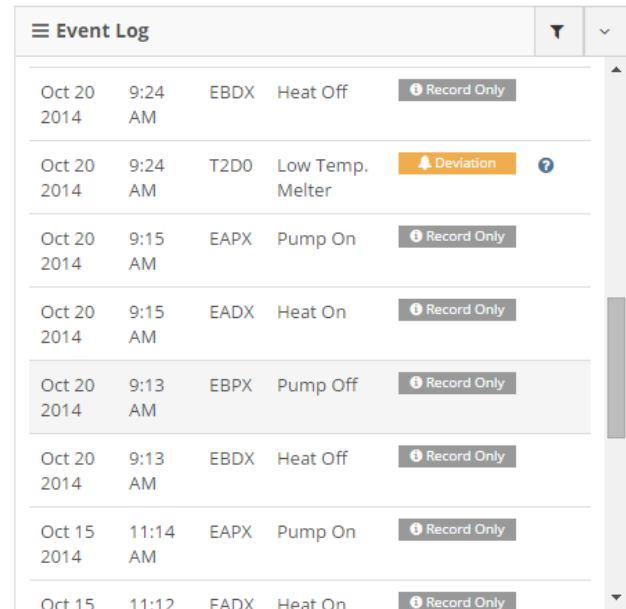 Event Log
Oct 20 9:24 EBDX Heat Off Record Only
2014 AM
Oct 20 9:24 T2D0 Low Temp. Deviation
2014 AM Melter
Oct 20 9:15 EAPX Pump On Record Only
2014 AM
Oct 20 9:15 EADX Heat On Record Only
2014 AM
Oct 20 9:13 EBPX Pump Off Record Only
2014 AM
Oct 20 9:13 EBDX Heat Off Record Only
2014 AM
Oct 15 11:14 EAPX Pump On Record Only
2014 AM
Oct 15 11:12 EADX Heat On Record Only